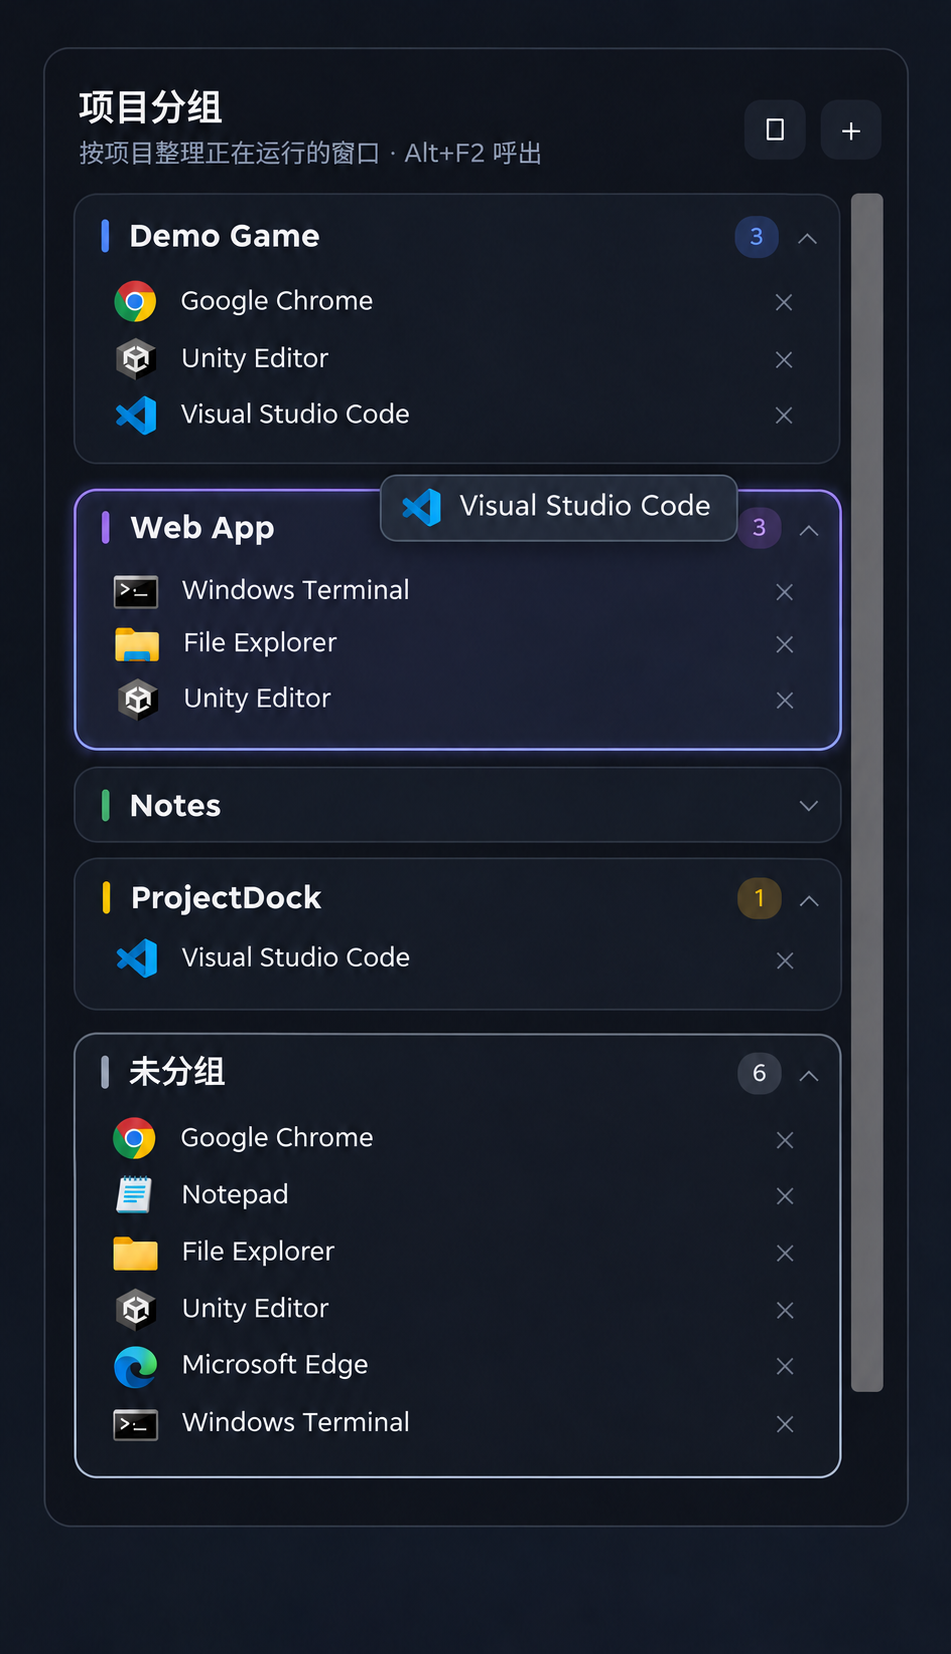 项目分组
按项目整理正在运行的窗口 · Alt+F2 呼出
+
Demo Game 3
Google Chrome
Unity Editor
Visual Studio Code
Visual Studio Code
Web App 3
Windows Terminal
File Explorer
Unity Editor
Notes
ProjectDock 1
Visual Studio Code
未分组 6
Google Chrome
Notepad
File Explorer
Unity Editor
Microsoft Edge
Windows Terminal